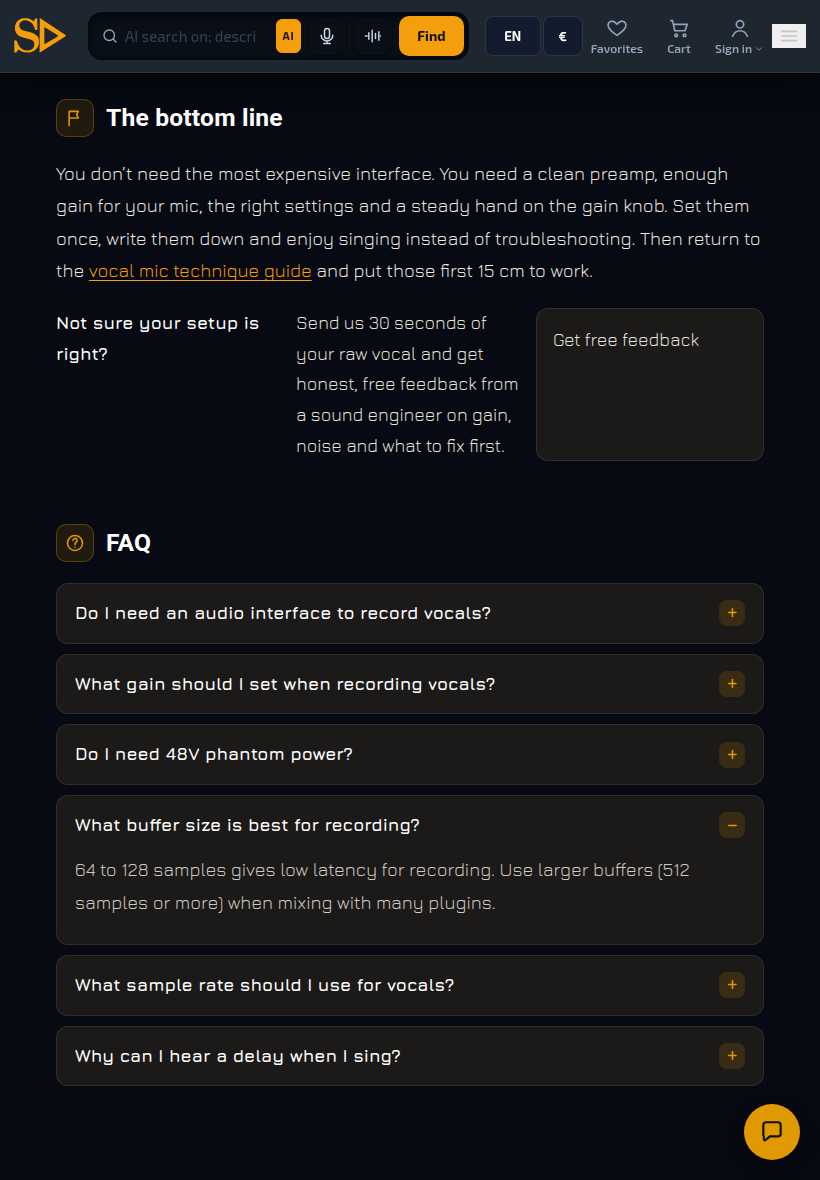 SD
AI search on: descri
AI
Find
EN
€
Favorites
Cart
Sign in
The bottom line
You don't need the most expensive interface. You need a clean preamp, enough
gain for your mic, the right settings and a steady hand on the gain knob. Set them
once, write them down and enjoy singing instead of troubleshooting. Then return to
the vocal mic technique guide and put those first 15 cm to work.
Not sure your setup is
right?
Send us 30 seconds of
your raw vocal and get
honest, free feedback from
a sound engineer on gain,
noise and what to fix first.
Get free feedback
FAQ
Do I need an audio interface to record vocals?
+
What gain should I set when recording vocals?
+
Do I need 48V phantom power?
+
What buffer size is best for recording?
−
64 to 128 samples gives low latency for recording. Use larger buffers (512
samples or more) when mixing with many plugins.
What sample rate should I use for vocals?
+
Why can I hear a delay when I sing?
+